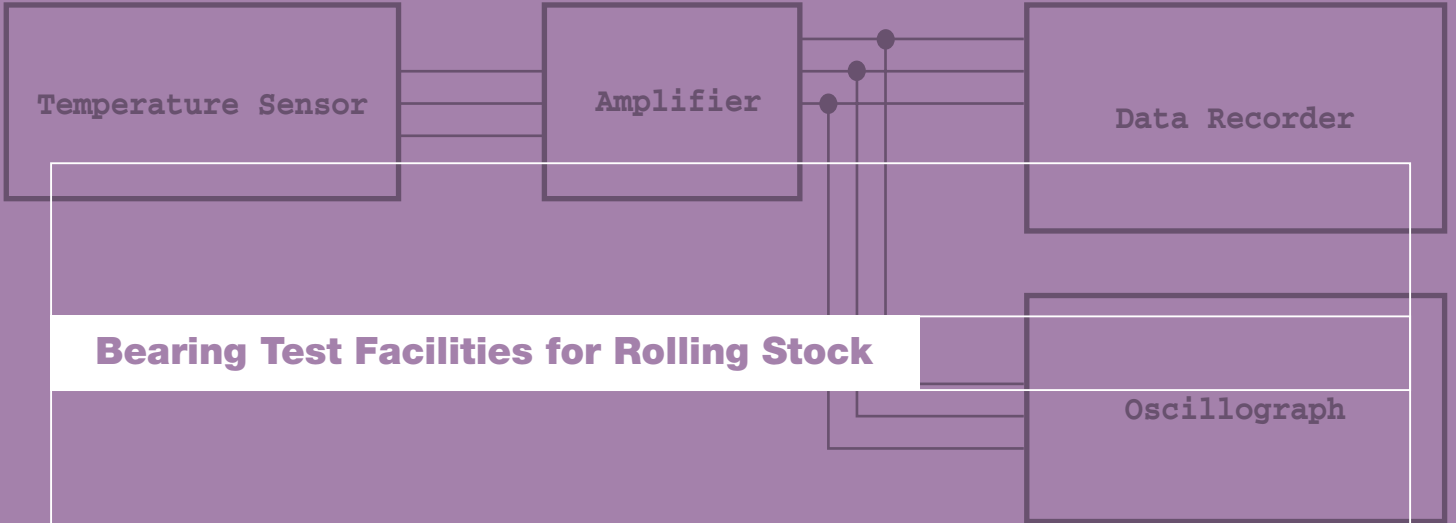 Temperature Sensor
Amplifier
Data Recorder
Bearing Test Facilities for Rolling Stock
Oscillograph